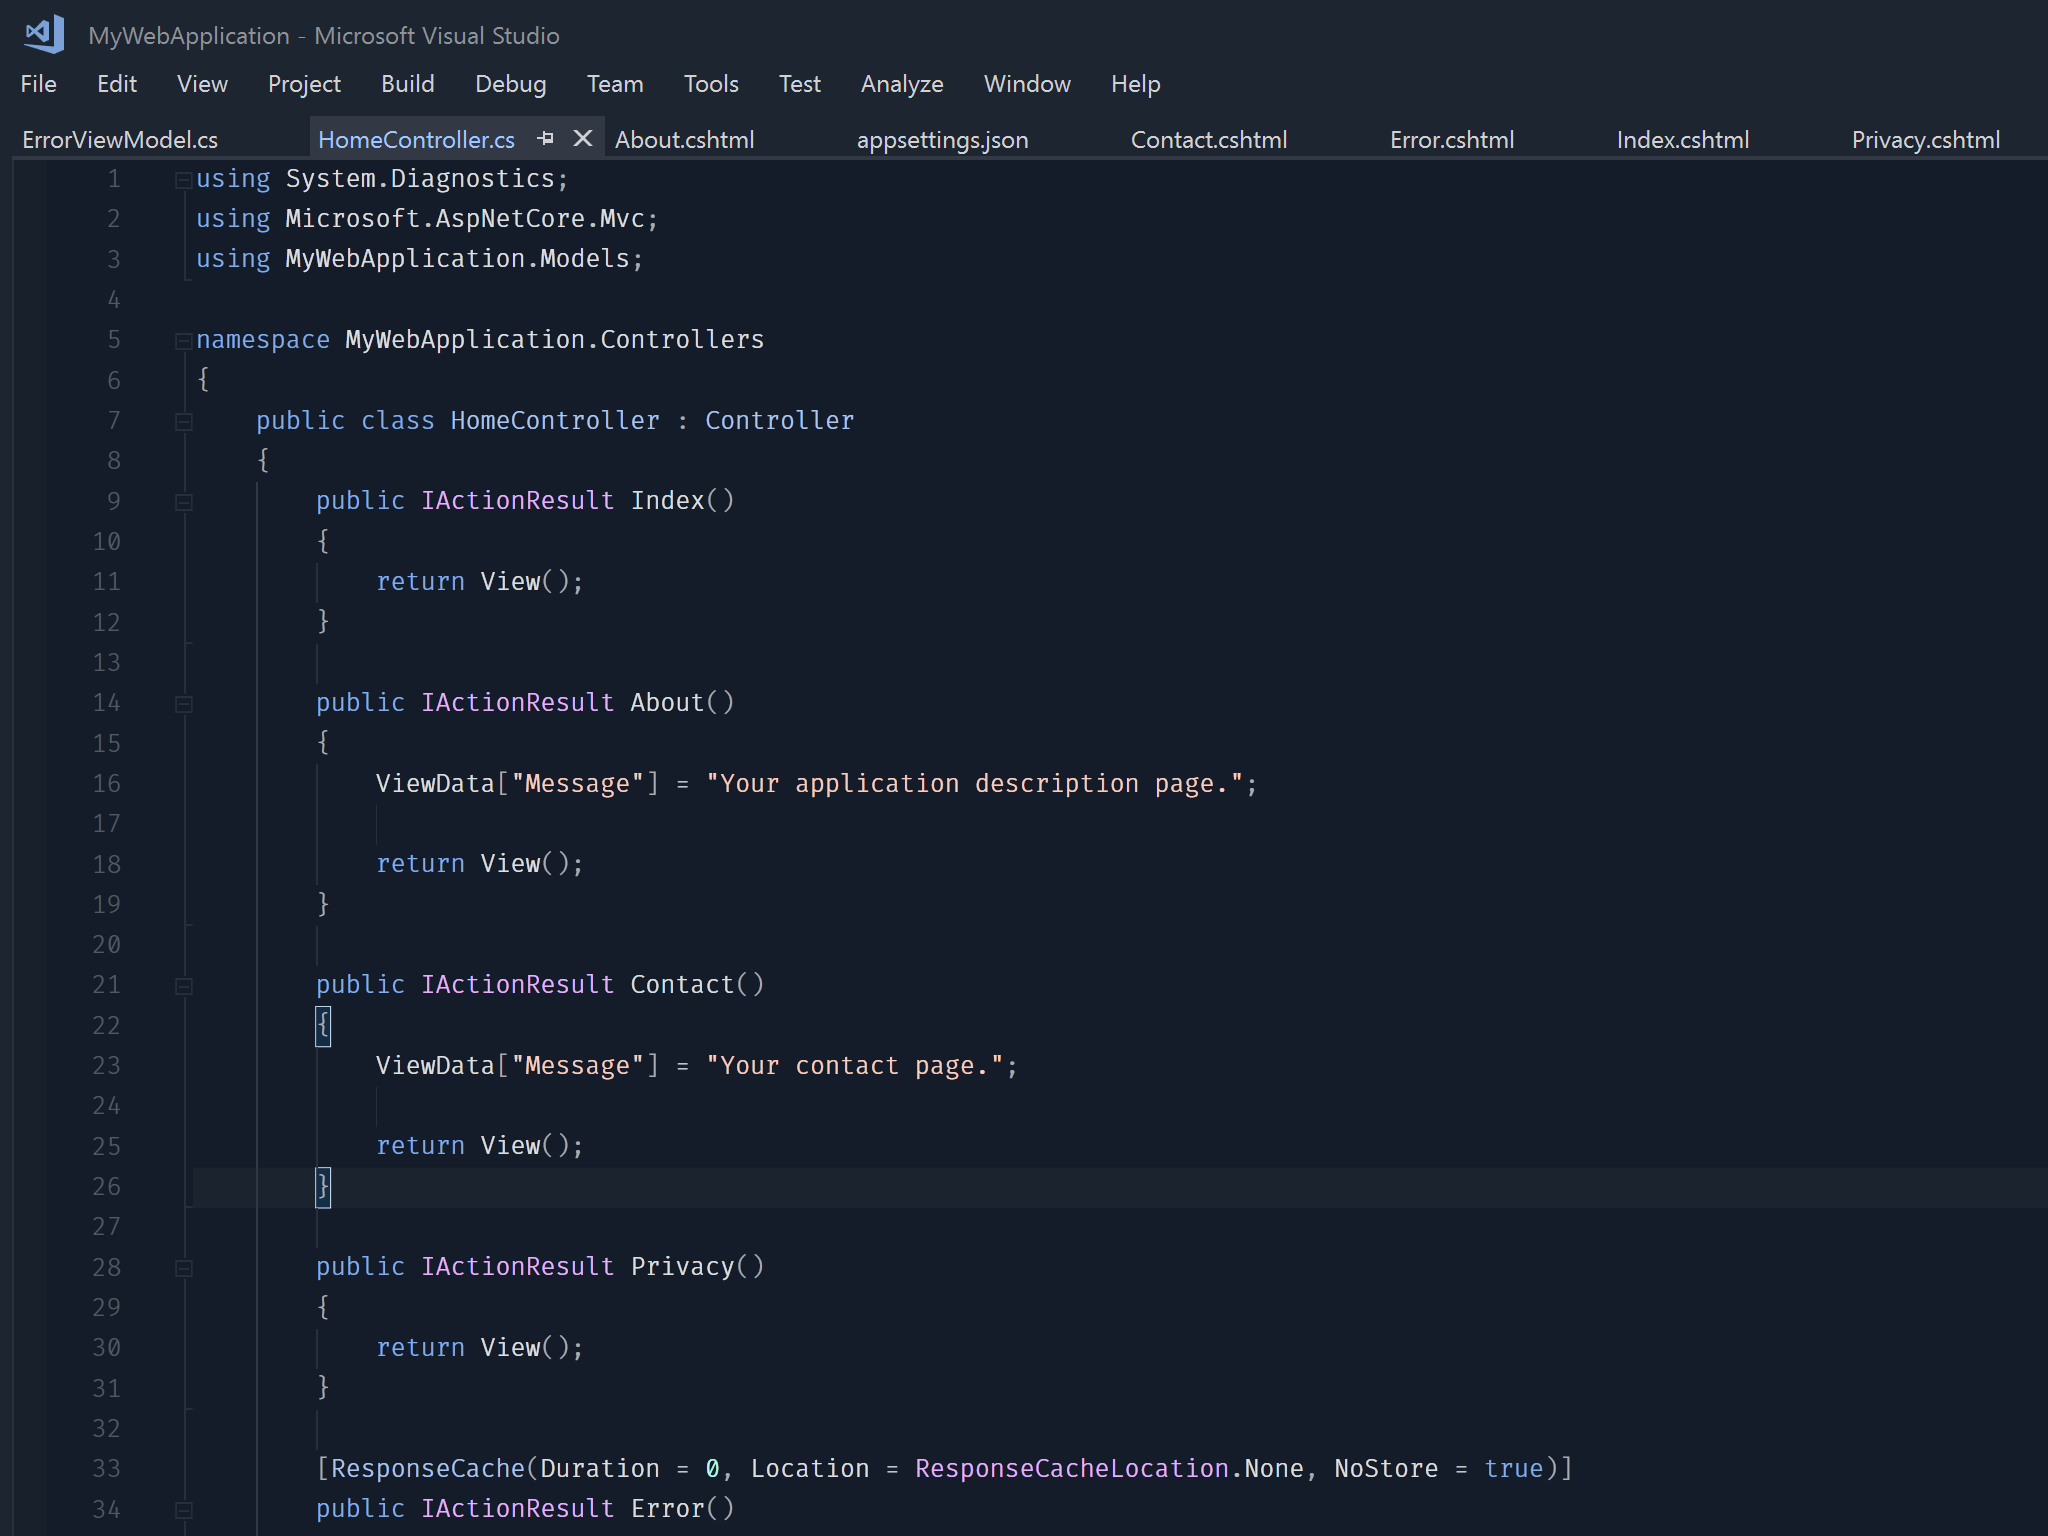 MyWebApplication - Microsoft Visual Studio
File Edit View Project Build Debug Team Tools Test Analyze Window Help
ErrorViewModel.cs HomeController.cs About.cshtml appsettings.json Contact.cshtml Error.cshtml Index.cshtml Privacy.cshtml
1 using System.Diagnostics;
2 using Microsoft.AspNetCore.Mvc;
3 using MyWebApplication.Models;
4
5 namespace MyWebApplication.Controllers
6 {
7     public class HomeController : Controller
8     {
9         public IActionResult Index()
10         {
11             return View();
12         }
13
14         public IActionResult About()
15         {
16             ViewData["Message"] = "Your application description page.";
17
18             return View();
19         }
20
21         public IActionResult Contact()
22         {
23             ViewData["Message"] = "Your contact page.";
24
25             return View();
26         }
27
28         public IActionResult Privacy()
29         {
30             return View();
31         }
32
33         [ResponseCache(Duration = 0, Location = ResponseCacheLocation.None, NoStore = true)]
34         public IActionResult Error()